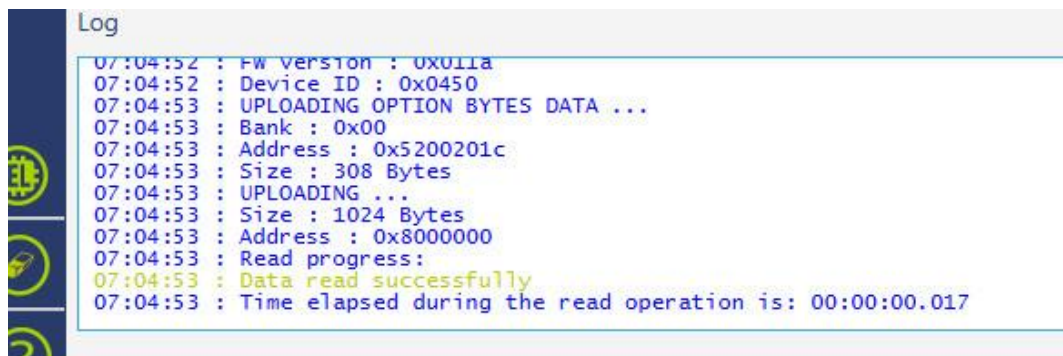 Log
07:04:52 : FW version : 0x011a
07:04:52 : Device ID : 0x0450
07:04:53 : UPLOADING OPTION BYTES DATA ...
07:04:53 : Bank : 0x00
07:04:53 : Address : 0x5200201c
07:04:53 : Size : 308 Bytes
07:04:53 : UPLOADING ...
07:04:53 : Size : 1024 Bytes
07:04:53 : Address : 0x8000000
07:04:53 : Read progress:
07:04:53 : Data read successfully
07:04:53 : Time elapsed during the read operation is: 00:00:00.017